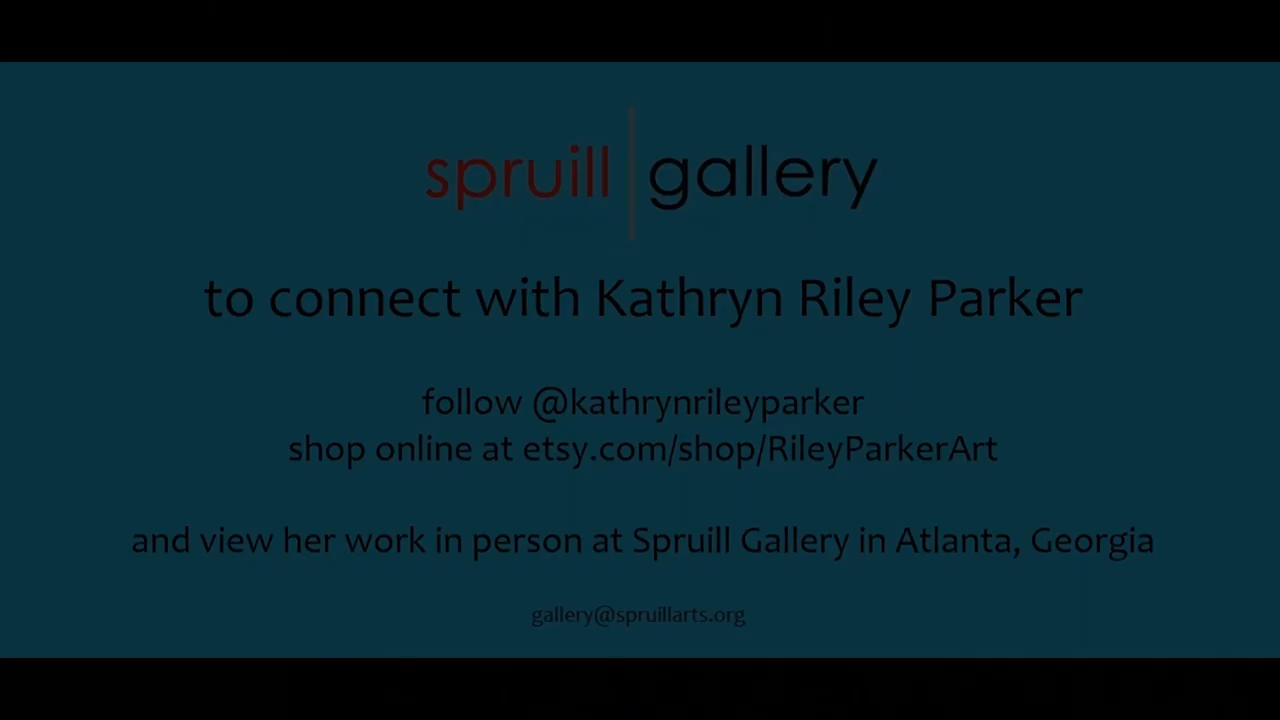 spruill | gallery
to connect with Kathryn Riley Parker
follow @kathrynrileyparker
shop online at etsy.com/shop/RileyParkerArt
and view her work in person at Spruill Gallery in Atlanta, Georgia
gallery@spruillarts.org